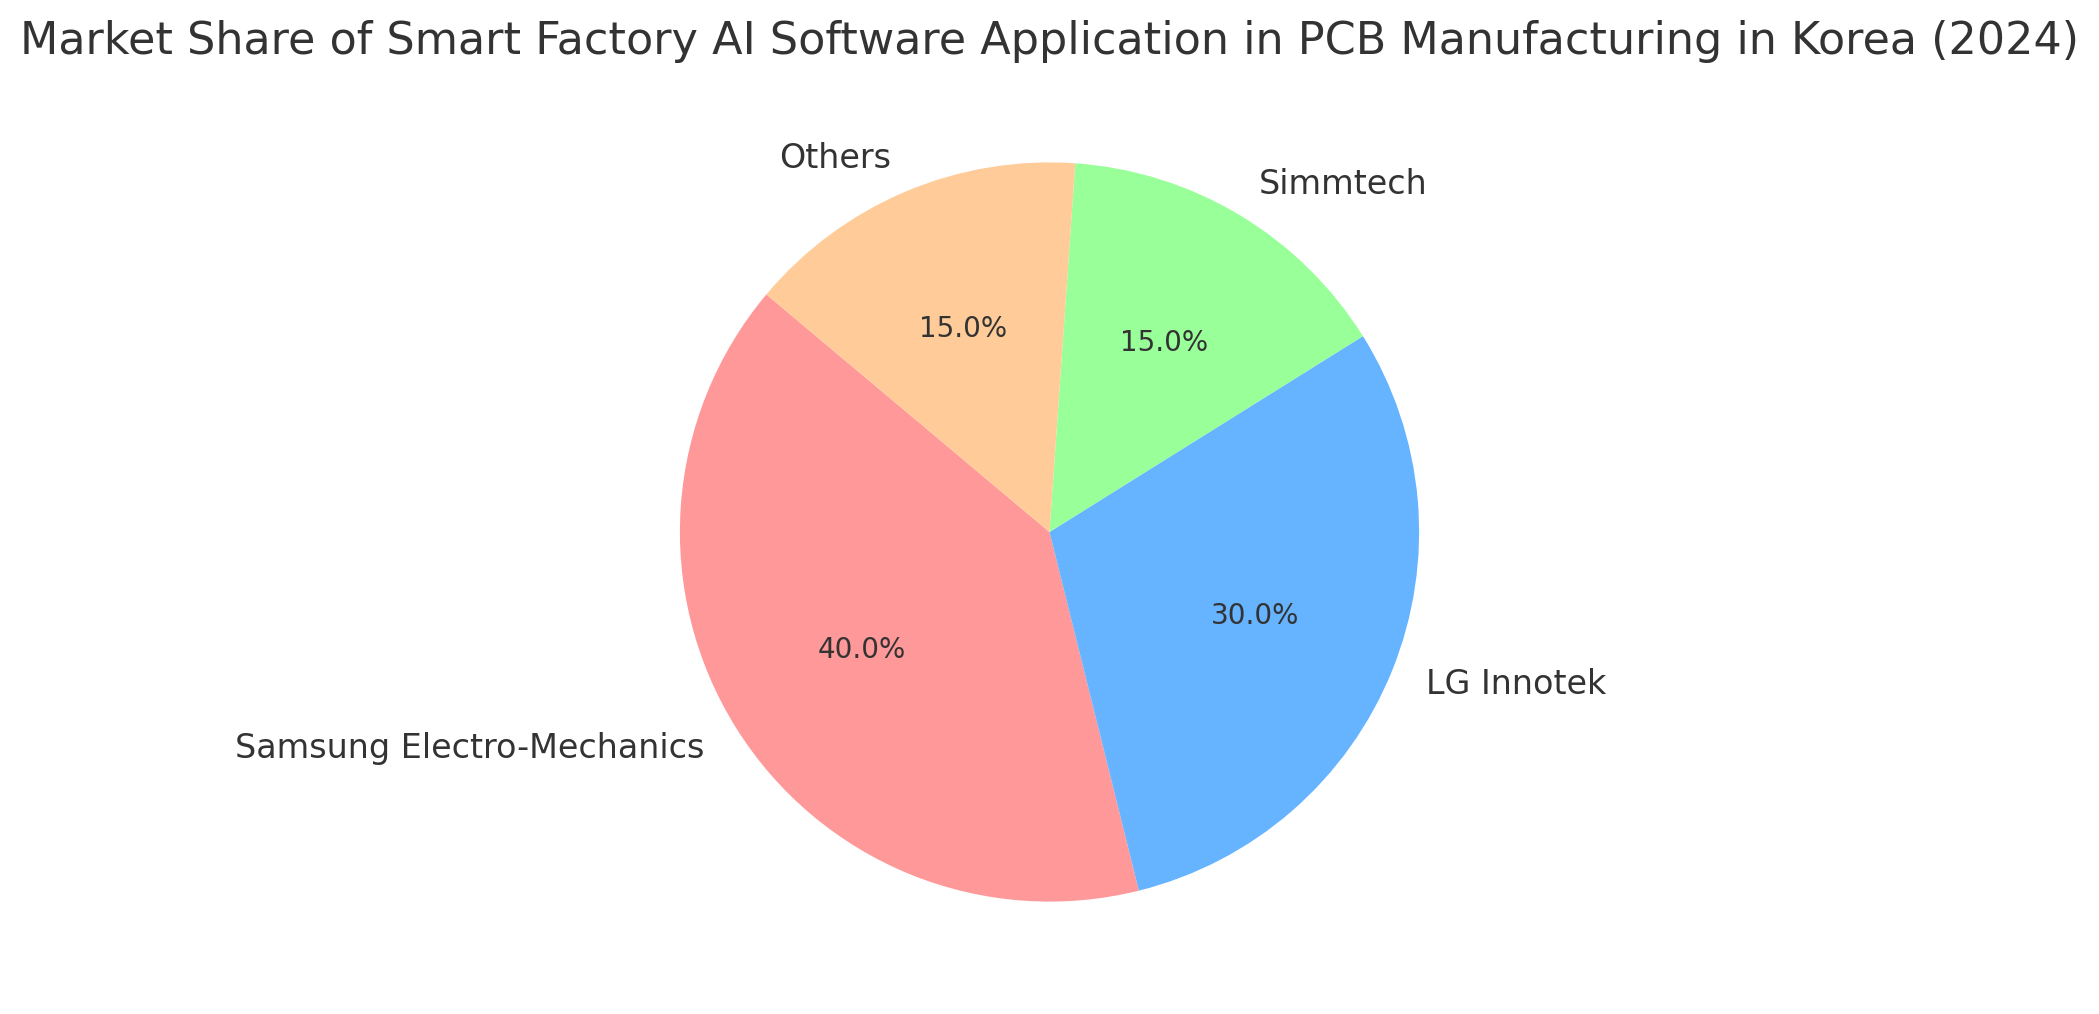 Market Share of Smart Factory AI Software Application in PCB Manufacturing in Korea (2024)
Others
Simmtech
15.0%
15.0%
30.0%
40.0%
LG Innotek
Samsung Electro-Mechanics